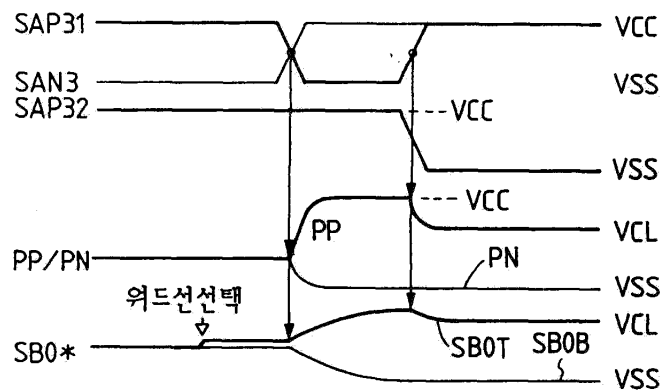 SAP31 VCC
SAN3 VSS
SAP32 VCC
VSS
PP VCC
VCL
PP/PN PN
VSS
워드선선택
VCL
SB0* SB0T SB0B
VSS